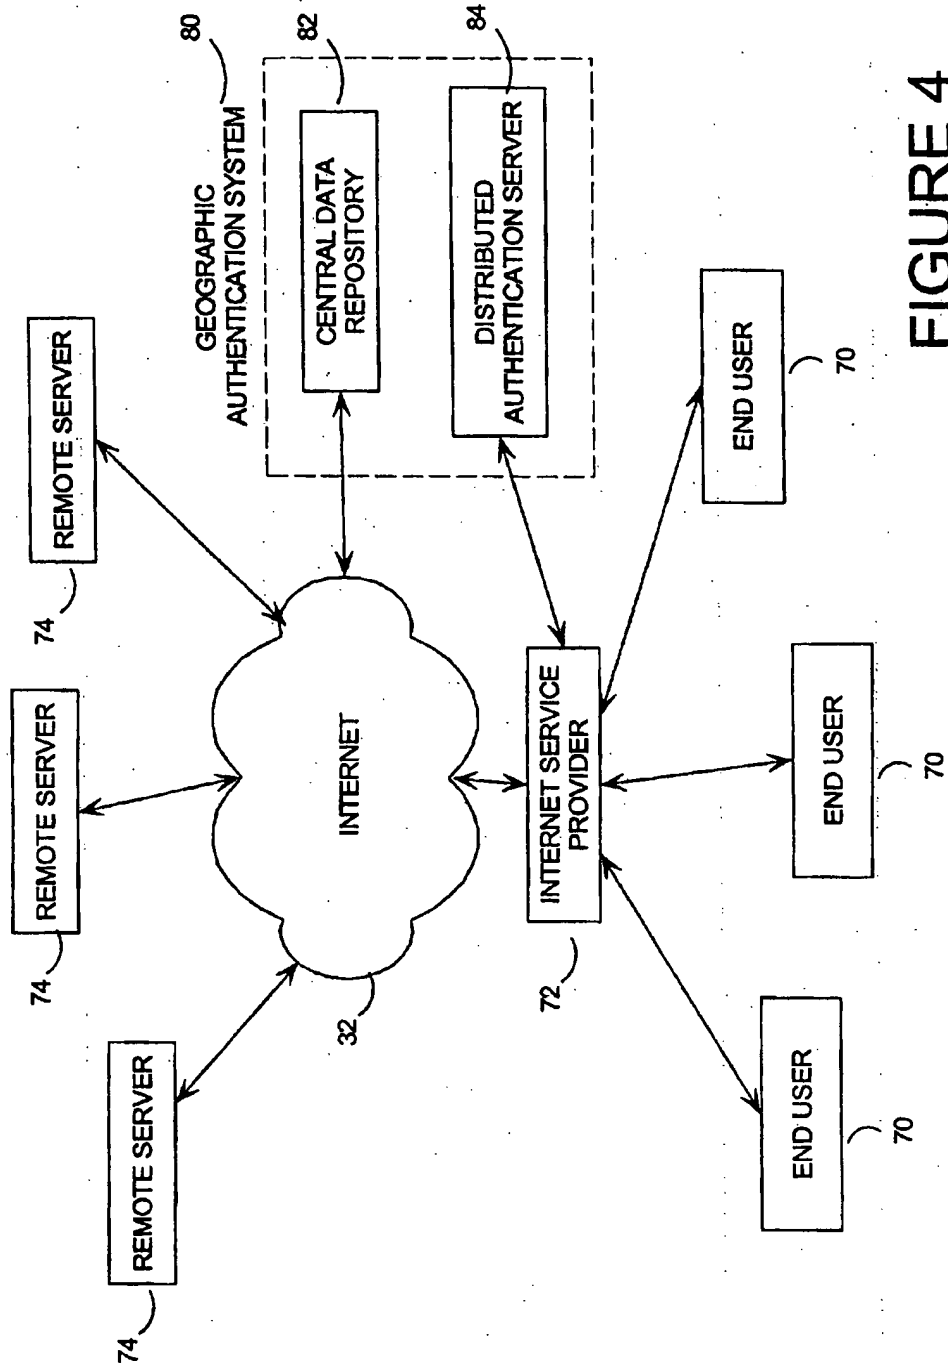 74
REMOTE SERVER
74
REMOTE SERVER
74
REMOTE SERVER
GEOGRAPHIC
AUTHENTICATION SYSTEM
80
32
INTERNET
CENTRAL DATA
REPOSITORY
82
72
INTERNET SERVICE
PROVIDER
DISTRIBUTED
AUTHENTICATION SERVER
84
END USER
70
END USER
70
END USER
70
FIGURE 4